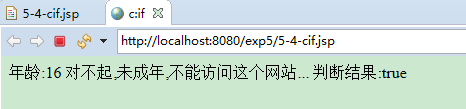 5-4-cif.jsp
c:if
http://localhost:8080/exp5/5-4-cif.jsp
年龄:16 对不起,未成年,不能访问这个网站... 判断结果:true